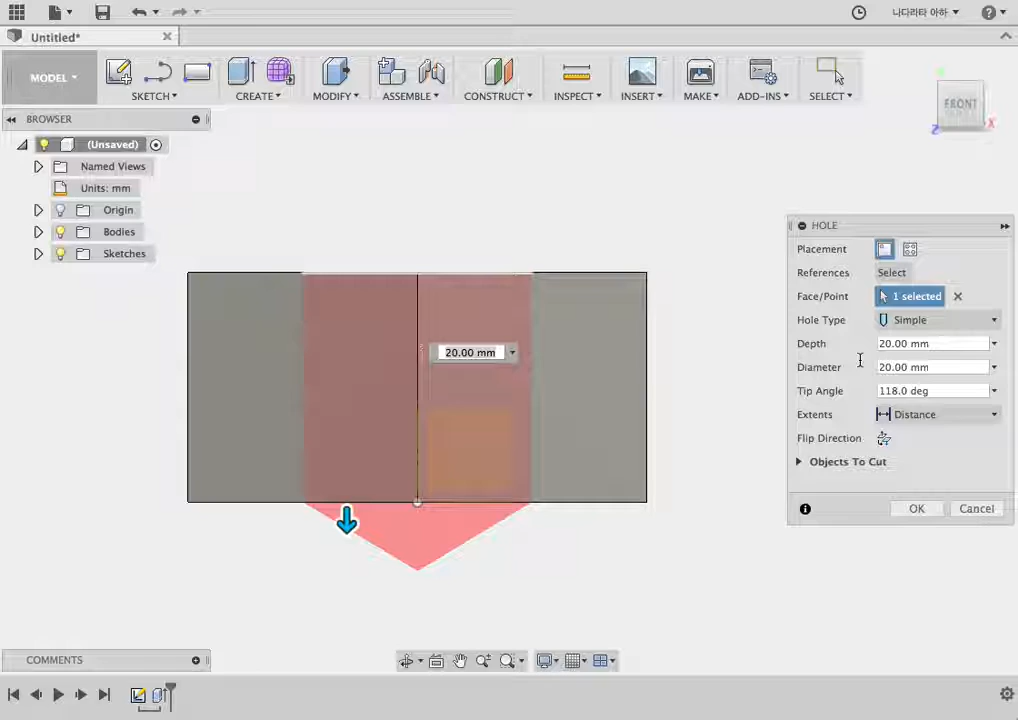 나다라타 아하
Untitled*
MODEL
SKETCH
CREATE
MODIFY
ASSEMBLE
CONSTRUCT
INSPECT
INSERT
MAKE
ADD-INS
SELECT
BROWSER
FRONT
Z
X
(Unsaved)
Named Views
Units: mm
Origin
Bodies
Sketches
HOLE
Placement
References Select
Face/Point 1 selected
Hole Type Simple
Depth 20.00 mm
Diameter 20.00 mm
Tip Angle 118.0 deg
Extents Distance
Flip Direction
Objects To Cut
OK Cancel
20.00 mm
COMMENTS